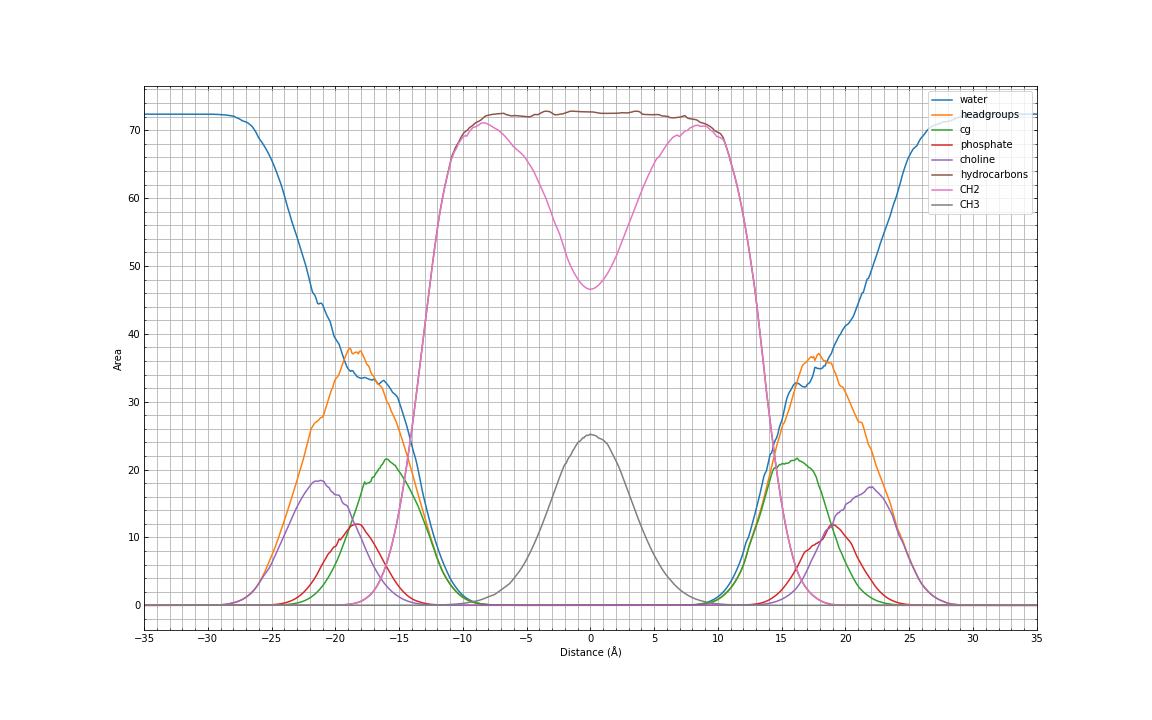 water
headgroups
cg
phosphate
choline
hydrocarbons
CH2
CH3
Area
70
60
50
40
30
20
10
0
−35 −30 −25 −20 −15 −10 −5 0 5 10 15 20 25 30 35
Distance (Å)